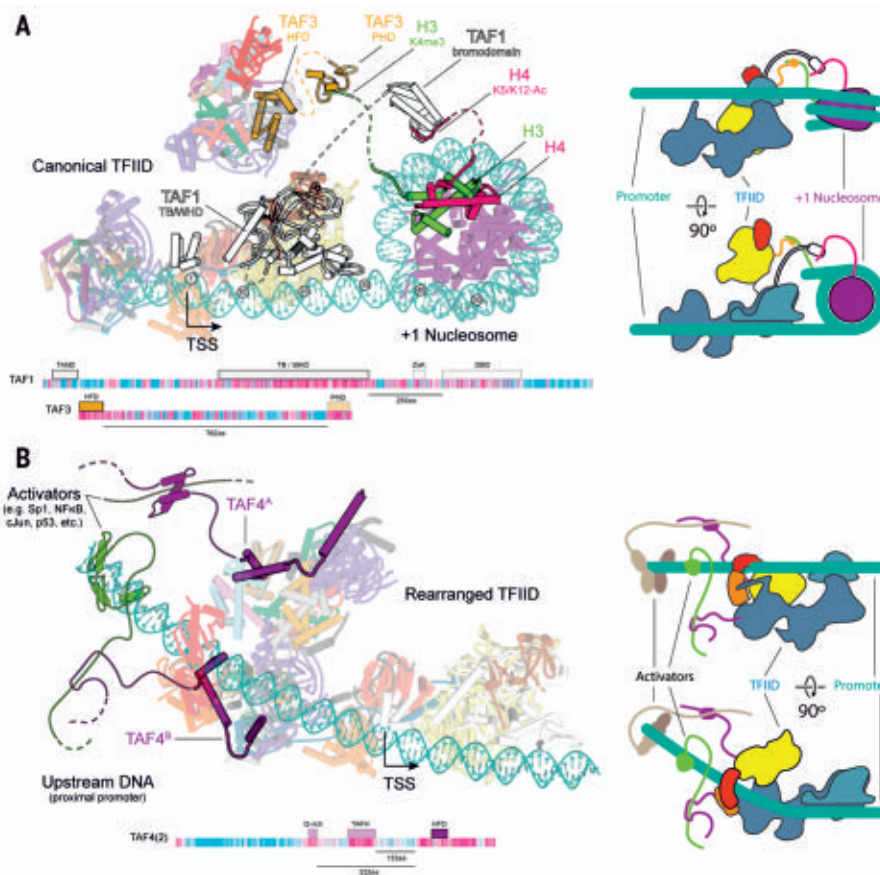 A
TAF3
HFD
TAF3
PHD
H3
K4me3
TAF1
bromodomain
H4
K5/K12-Ac
Canonical TFIID
H3
H4
TAF1
TB/WHD
TSS
+1 Nucleosome
Promoter
TFIID
+1 Nucleosome
90°
TAND
TB / WHD
ZnK
DBD
TAF1
250aa
HFD
PHD
TAF3
762aa
B
Activators
(e.g. Sp1, NFκB,
cJun, p53, etc.)
TAF4A
Rearranged TFIID
TAF4B
TSS
Upstream DNA
(proximal promoter)
Activators
TFIID
Promote
90°
TAFH
HFD
TAF4(2)